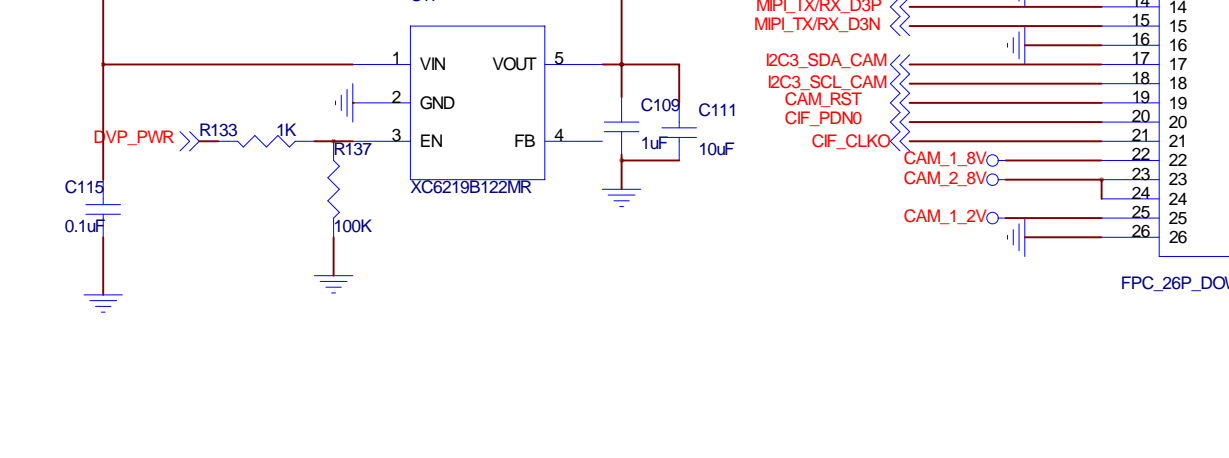 MIPI_TX/RX_D3P
14
14
MIPI_TX/RX_D3N
15
15
16
16
1
VIN
VOUT
5
I2C3_SDA_CAM
17
17
I2C3_SCL_CAM
18
18
2
GND
C109
C111
CAM_RST
19
19
CIF_PDN0
20
20
DVP_PWR
R133
1K
3
EN
FB
4
1uF
10uF
CIF_CLKO
21
21
R137
CAM_1_8V
22
22
C115
XC6219B122MR
CAM_2_8V
23
23
24
24
0.1uF
100K
CAM_1_2V
25
25
26
26